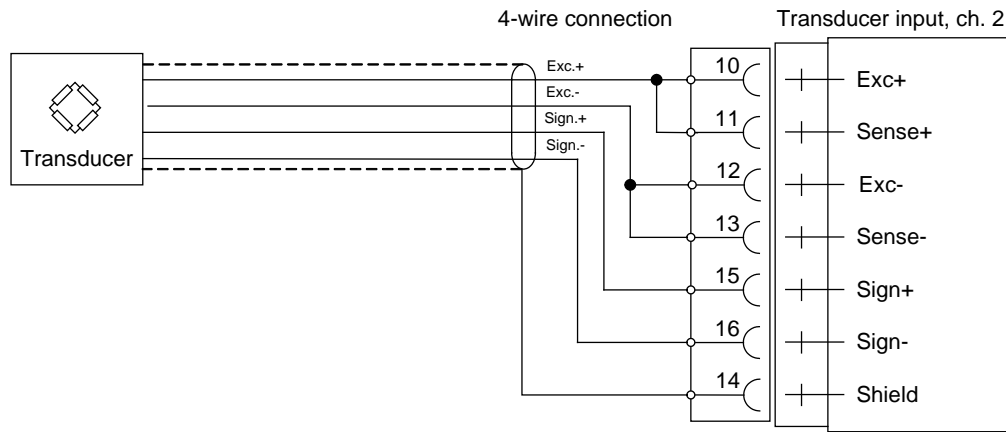 4-wire connection
Transducer input, ch. 2
Transducer
Exc.+
Exc.-
Sign.+
Sign.-
10
Exc+
11
Sense+
12
Exc-
13
Sense-
15
Sign+
16
Sign-
14
Shield